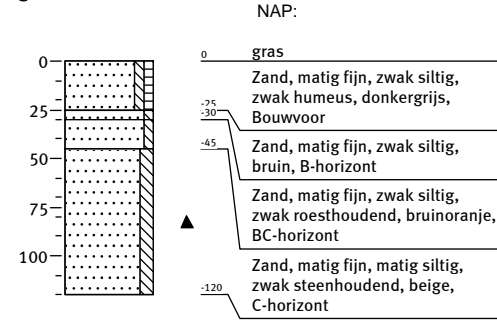 NAP:
0
25
50
75
100
0
gras
Zand, matig fijn, zwak siltig,
zwak humeus, donkergrijs,
Bouwvoor
-25
-30
Zand, matig fijn, zwak siltig,
bruin, B-horizont
-45
Zand, matig fijn, zwak siltig,
zwak roesthoudend, bruinoranje,
BC-horizont
Zand, matig fijn, matig siltig,
zwak steenhoudend, beige,
C-horizont
-120